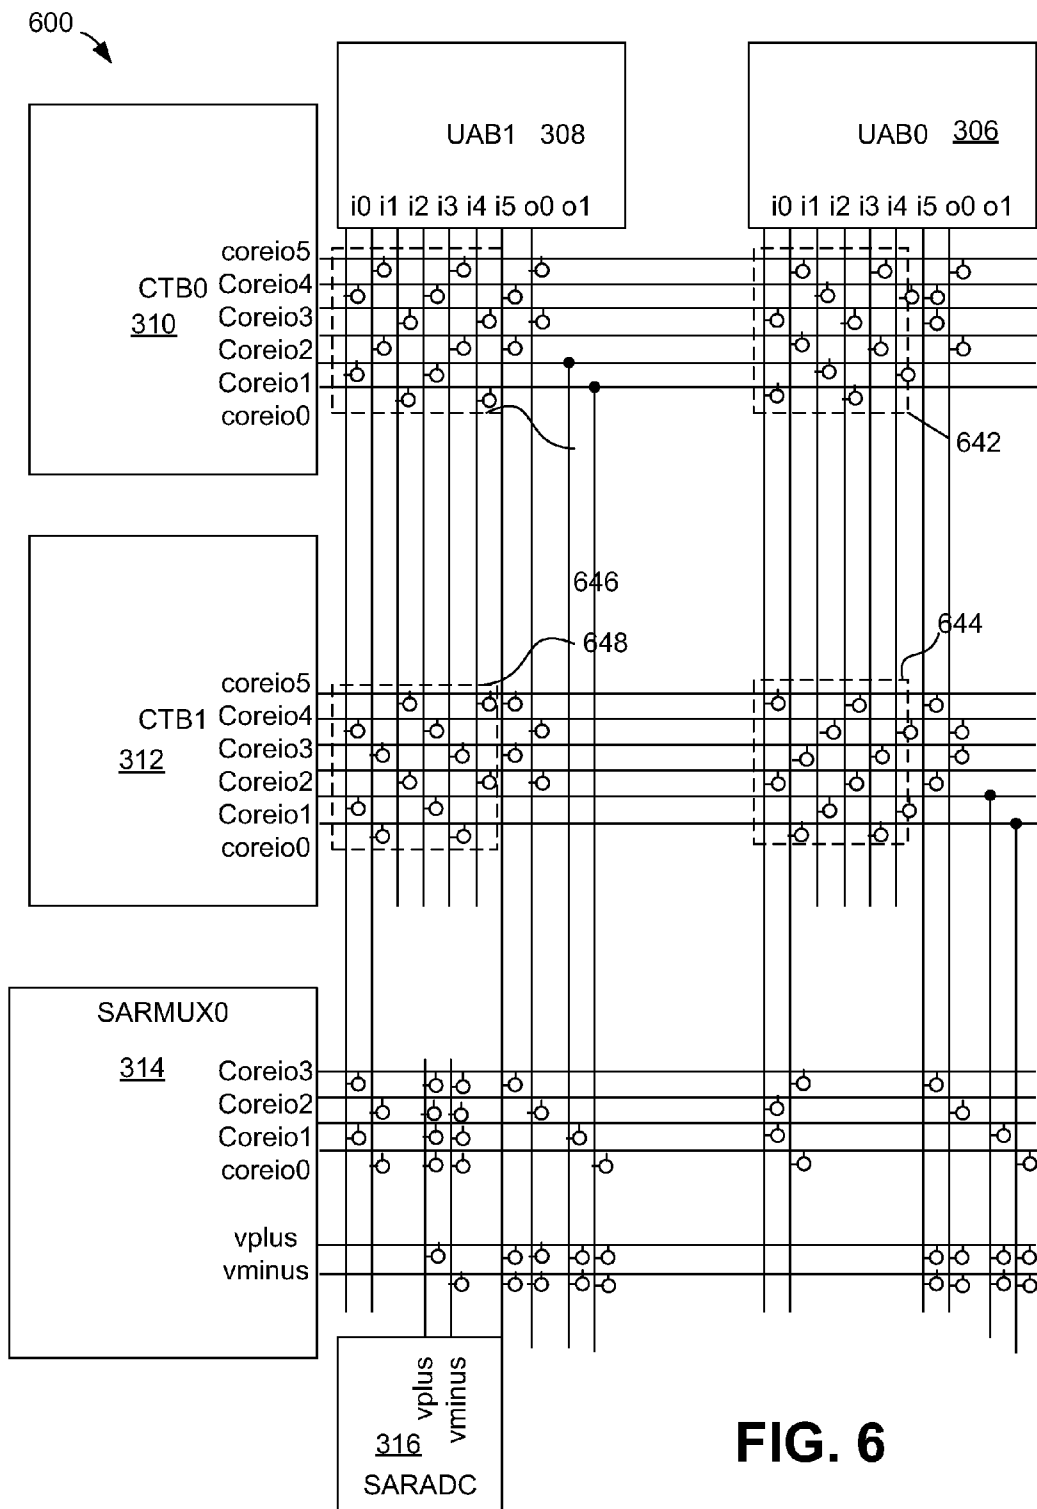 600
UAB1 308
UAB0 306
i0 i1 i2 i3 i4 i5 o0 o1
i0 i1 i2 i3 i4 i5 o0 o1
CTB0
310
coreio5
Coreio4
Coreio3
Coreio2
Coreio1
coreio0
642
646
648
644
CTB1
312
coreio5
Coreio4
Coreio3
Coreio2
Coreio1
coreio0
SARMUX0
314
Coreio3
Coreio2
Coreio1
coreio0
vplus
vminus
vplus
vminus
316
SARADC
FIG. 6